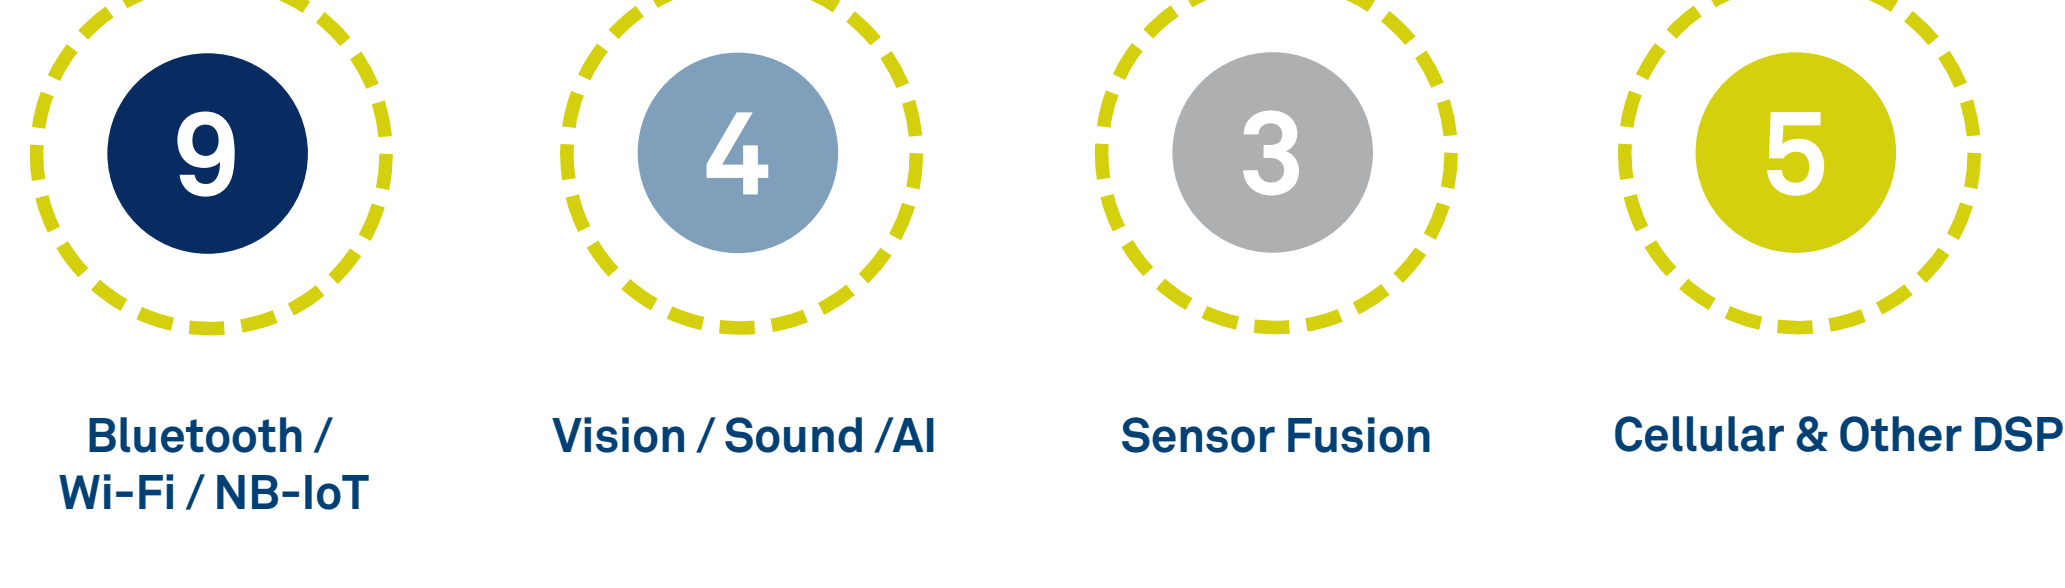 9
4
3
5
Bluetooth /
Wi-Fi / NB-IoT
Vision / Sound /AI
Sensor Fusion
Cellular & Other DSP